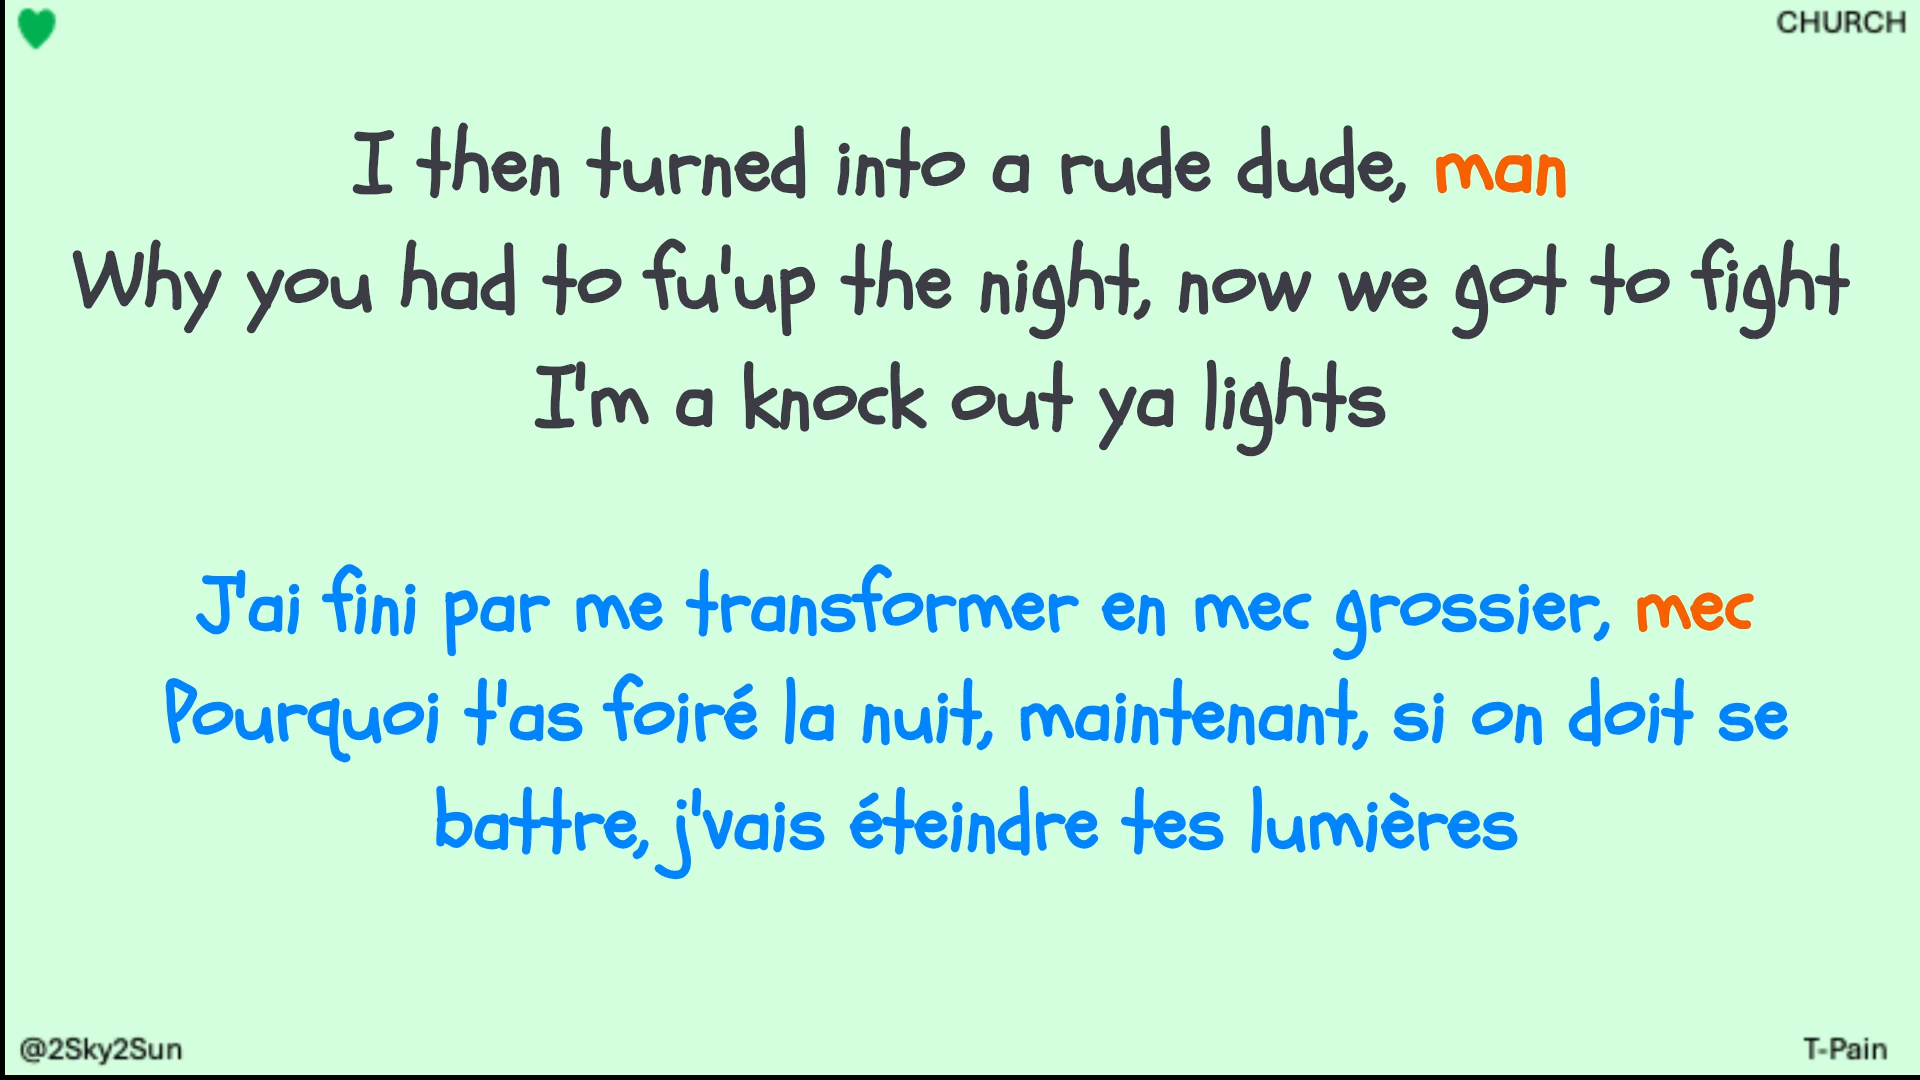 CHURCH
I then turned into a rude dude, man
Why you had to fu'up the night, now we got to fight
I'm a knock out ya lights
J'ai fini par me transformer en mec grossier, mec
Pourquoi t'as foiré la nuit, maintenant, si on doit se
battre, j'vais éteindre tes lumières
@2Sky2Sun
T-Pain